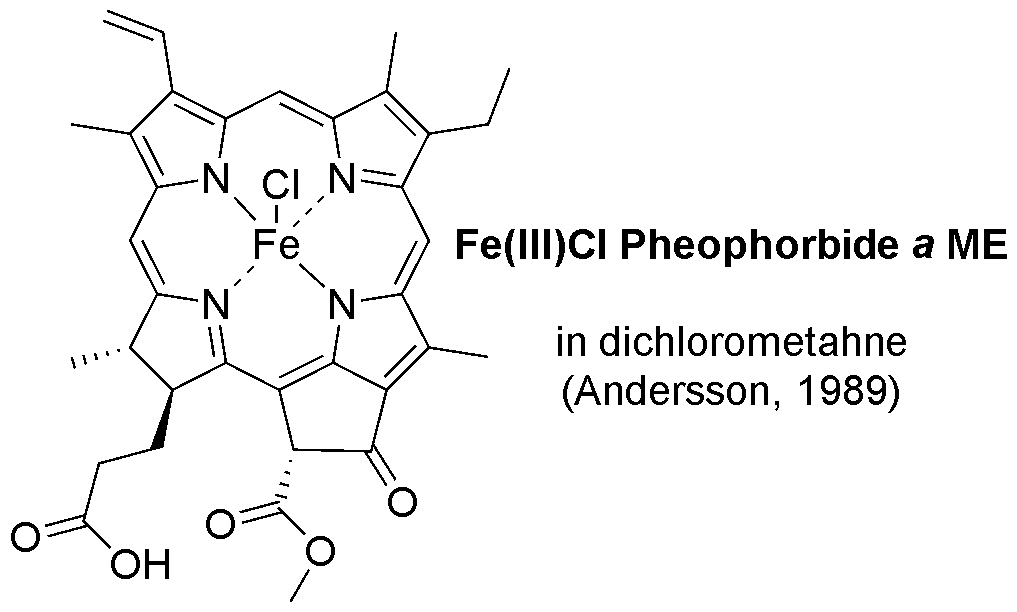 N
Cl
N
Fe
Fe(III)Cl Pheophorbide a ME
N
N
in dichlorometahne
(Andersson, 1989)
O
O
O
OH
O